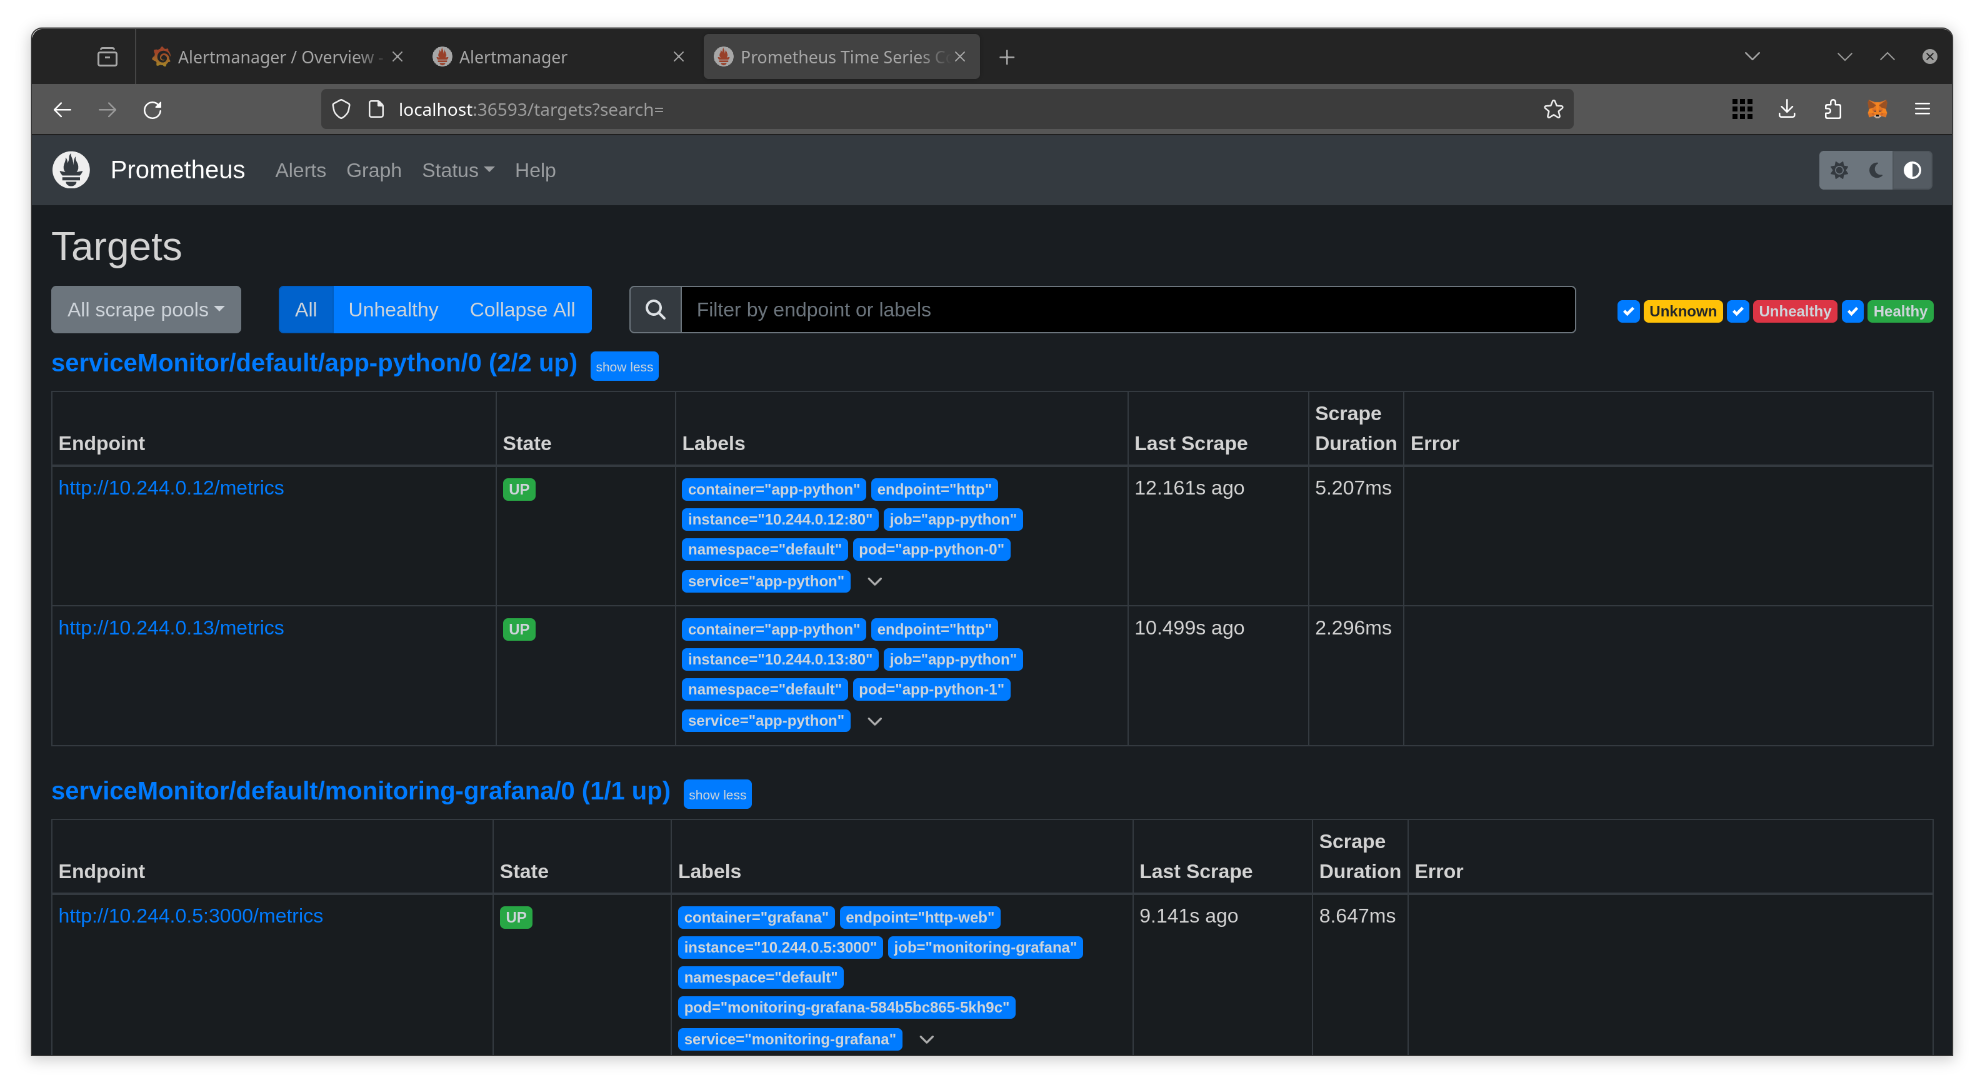 Alertmanager / Overview -
Alertmanager
Prometheus Time Series C
localhost:36593/targets?search=
Prometheus Alerts Graph Status Help
Targets
All scrape pools All Unhealthy Collapse All Filter by endpoint or labels Unknown Unhealthy Healthy
serviceMonitor/default/app-python/0 (2/2 up) show less
Endpoint State Labels Last Scrape Scrape Duration Error
http://10.244.0.12/metrics UP container="app-python" endpoint="http" 12.161s ago 5.207ms
instance="10.244.0.12:80" job="app-python"
namespace="default" pod="app-python-0"
service="app-python"
http://10.244.0.13/metrics UP container="app-python" endpoint="http" 10.499s ago 2.296ms
instance="10.244.0.13:80" job="app-python"
namespace="default" pod="app-python-1"
service="app-python"
serviceMonitor/default/monitoring-grafana/0 (1/1 up) show less
Endpoint State Labels Last Scrape Scrape Duration Error
http://10.244.0.5:3000/metrics UP container="grafana" endpoint="http-web" 9.141s ago 8.647ms
instance="10.244.0.5:3000" job="monitoring-grafana"
namespace="default"
pod="monitoring-grafana-584b5bc865-5kh9c"
service="monitoring-grafana"